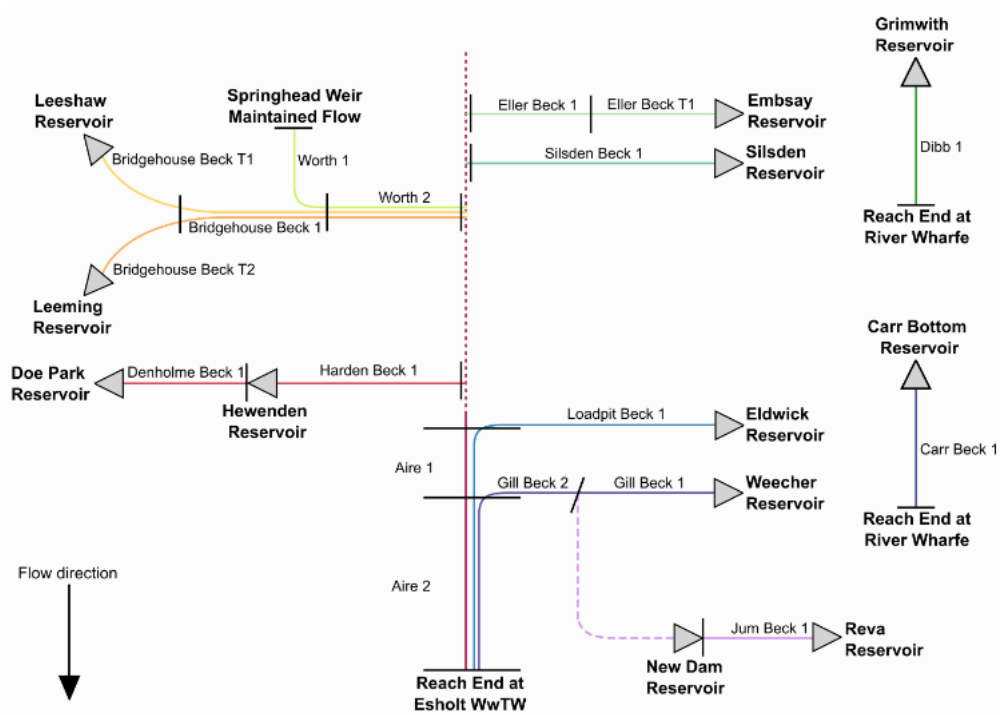 Grimwith
Reservoir
Leeshaw
Reservoir
Springhead Weir
Maintained Flow
Eller Beck 1
Eller Beck T1
Embsay
Reservoir
Bridgehouse Beck T1
Worth 1
Silsden Beck 1
Silsden
Reservoir
Dibb 1
Worth 2
Bridgehouse Beck 1
Reach End at
River Wharfe
Bridgehouse Beck T2
Leeming
Reservoir
Carr Bottom
Reservoir
Doe Park
Reservoir
Denholme Beck 1
Harden Beck 1
Hewenden
Reservoir
Loadpit Beck 1
Eldwick
Reservoir
Carr Beck 1
Aire 1
Gill Beck 2
Gill Beck 1
Weecher
Reservoir
Reach End at
River Wharfe
Flow direction
Aire 2
Jum Beck 1
Reva
Reservoir
New Dam
Reservoir
Reach End at
Esholt WwTW